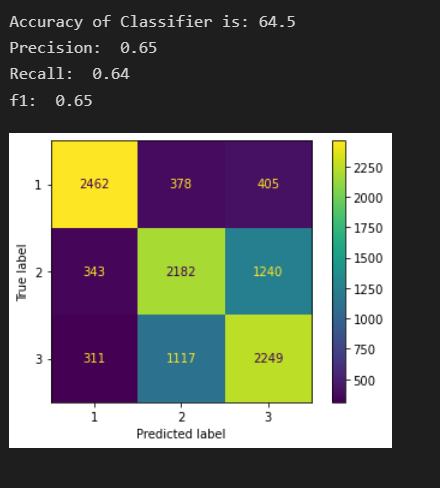 Accuracy of Classifier is: 64.5
Precision:  0.65
Recall:  0.64
f1:  0.65
1 2462 378 405
2 343 2182 1240
3 311 1117 2249
1 2 3
True label
Predicted label
2250
2000
1750
1500
1250
1000
750
500